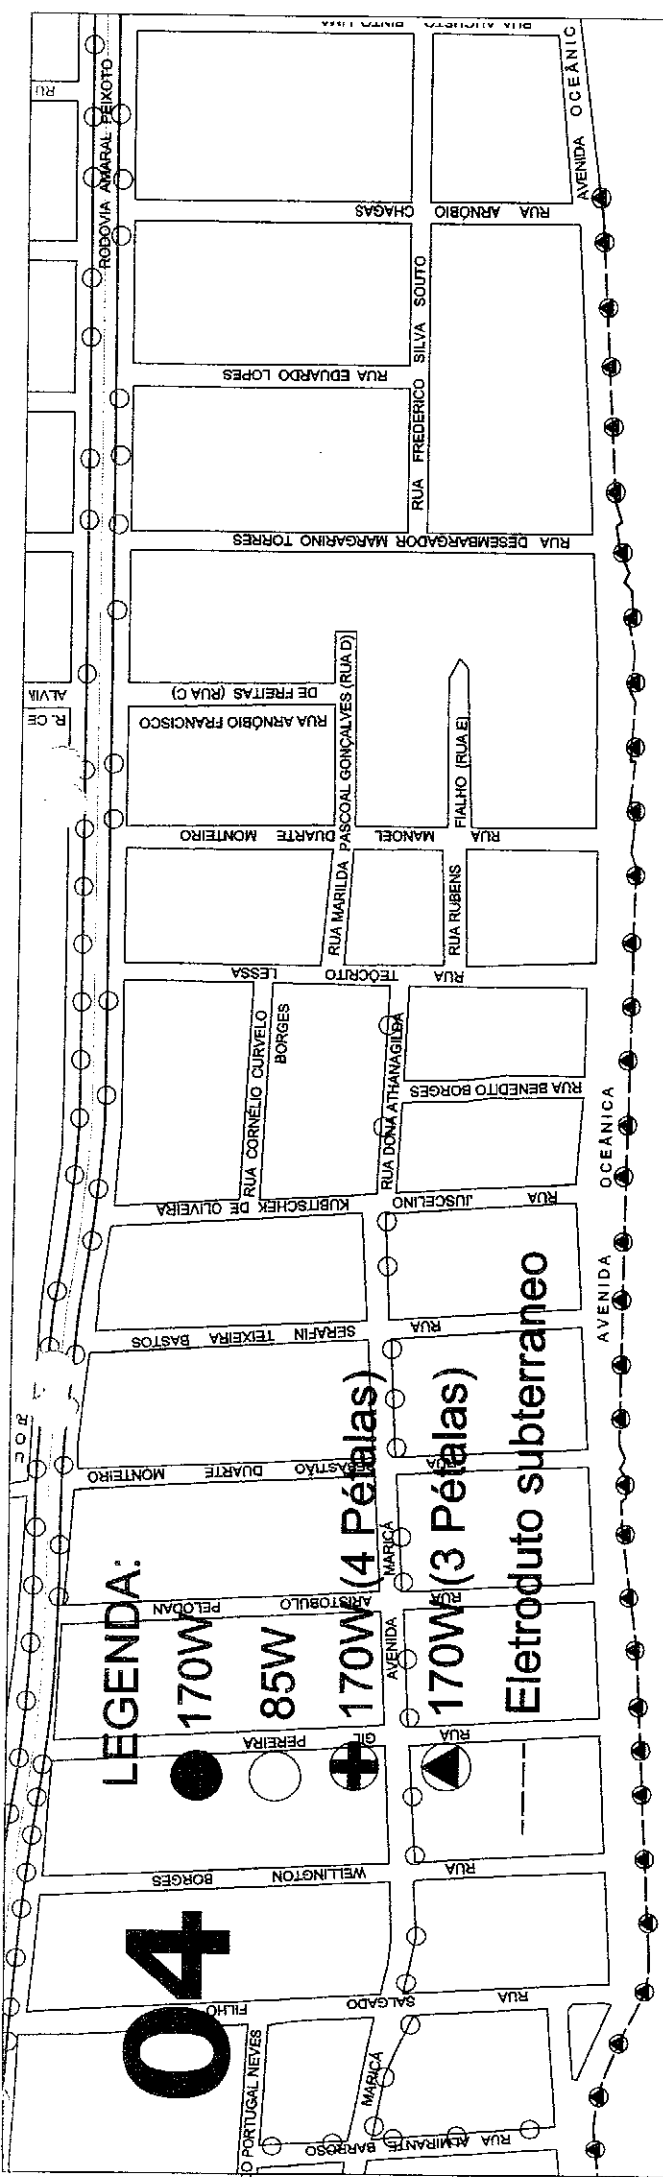 04
LEGENDA:
170W
85W
170W (4 Pétalas)
170W (3 Pétalas)
Eletroduto subterraneo
RODOVIA AMARAL PEIXOTO
RU
ALVIA
R. CE
RUA AUGUSTO PINTO LIMA
AVENIDA OCEÂNIC
RUA ARNÓBIO CHAGAS
RUA FREDERICO SILVA SOUTO
RUA EDUARDO LOPES
RUA DESEMBARGADOR MARGARINO TORRES
RUA ARNÓBIO FRANCISCO
DE FREITAS (RUA C)
RUA MARILDA PASCOAL GONÇALVES (RUA D)
RUA RUBENS FIALHO (RUA E)
RUA MANOEL DUARTE MONTEIRO
RUA TEÓCRITO LESSA
RUA CORNÉLIO CURVELO
BORGES
RUA DONA ATHANAGILDA
RUA BENEDITO BORGES
RUA JUSCELINO KUBITSCHEK DE OLIVEIRA
AVENIDA OCEÂNICA
RUA SERAFIN TEIXEIRA BASTOS
DUARTE MONTEIRO
RUA ARISTOBULO PELODAN
AVENIDA MARICÁ
RUA GIL PEREIRA
RUA WELLINGTON BORGES
RUA SALGADO FILHO
MARICÁ
O PORTUGAL NEVES
RUA ALMIRANTE BARROSO